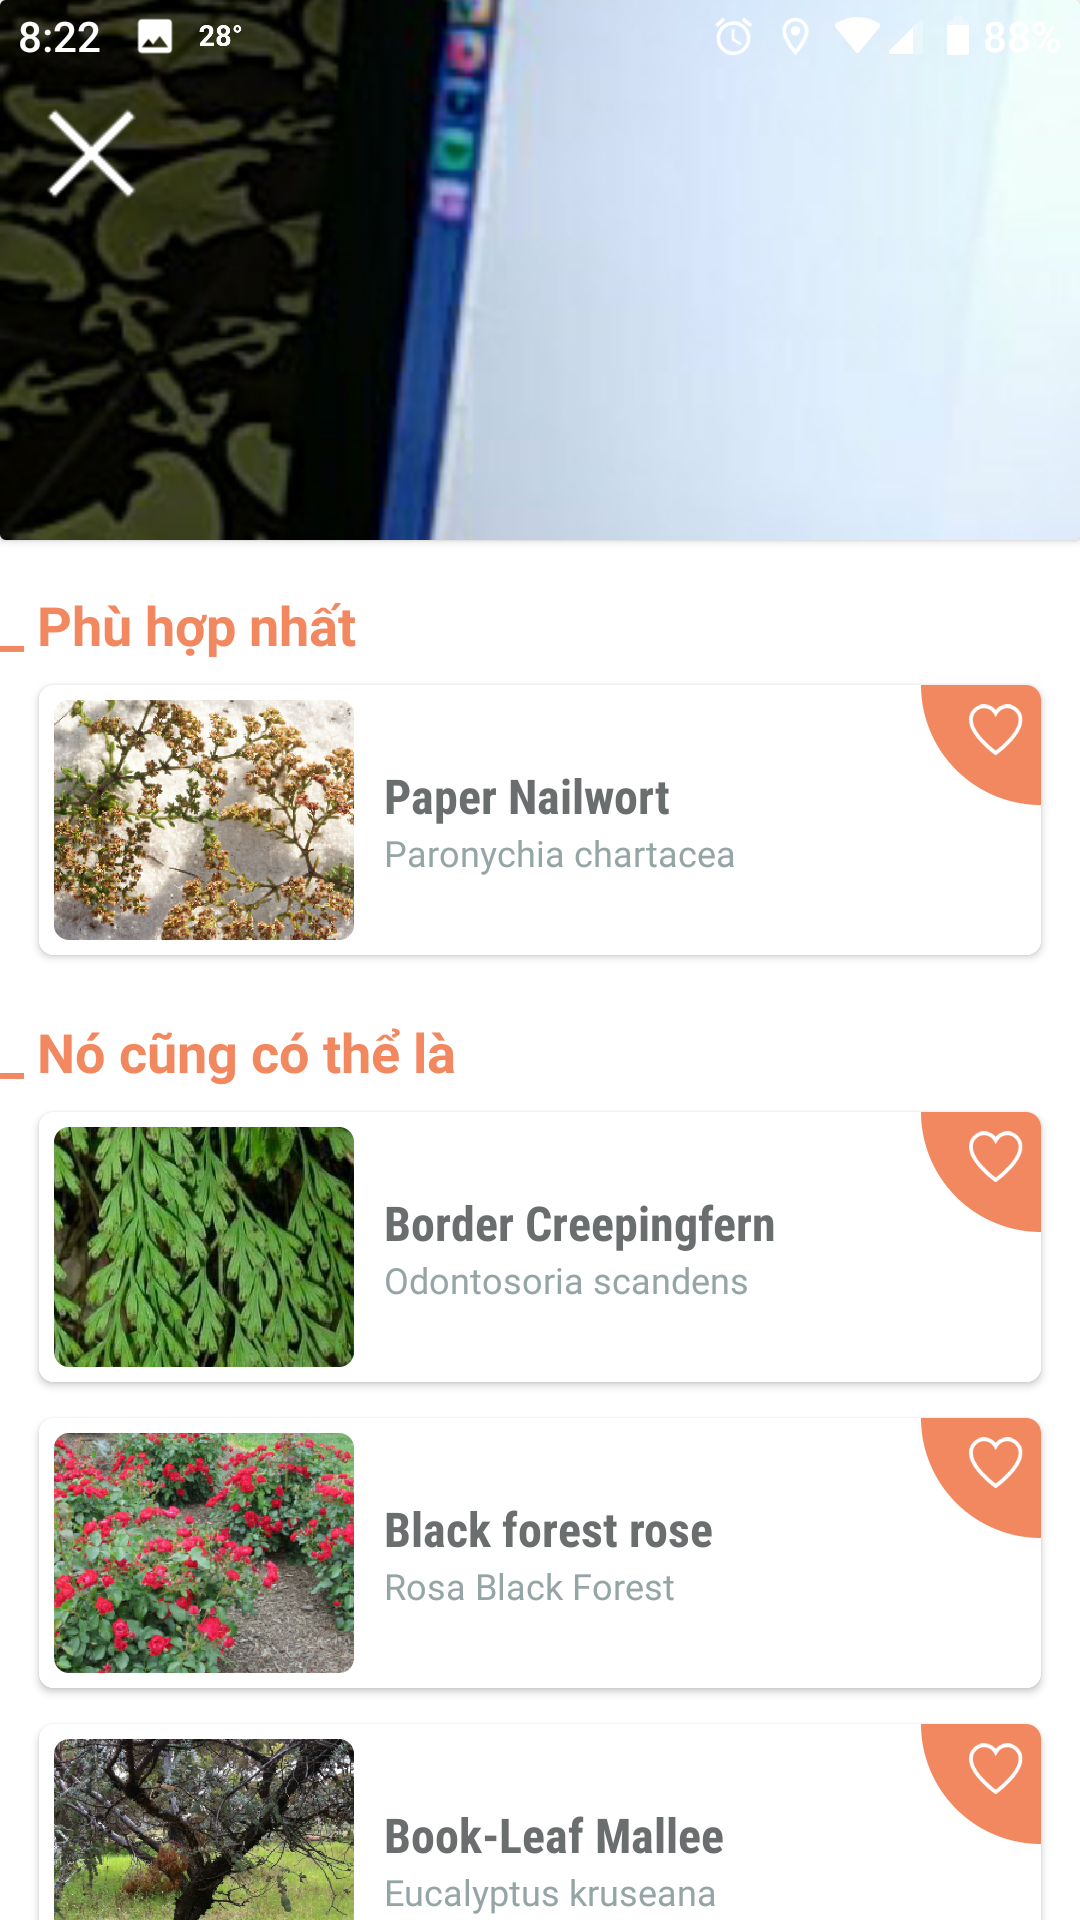 8:22 28° 88%
Phù hợp nhất
Paper Nailwort
Paronychia chartacea
Nó cũng có thể là
Border Creepingfern
Odontosoria scandens
Black forest rose
Rosa Black Forest
Book-Leaf Mallee
Eucalyptus kruseana